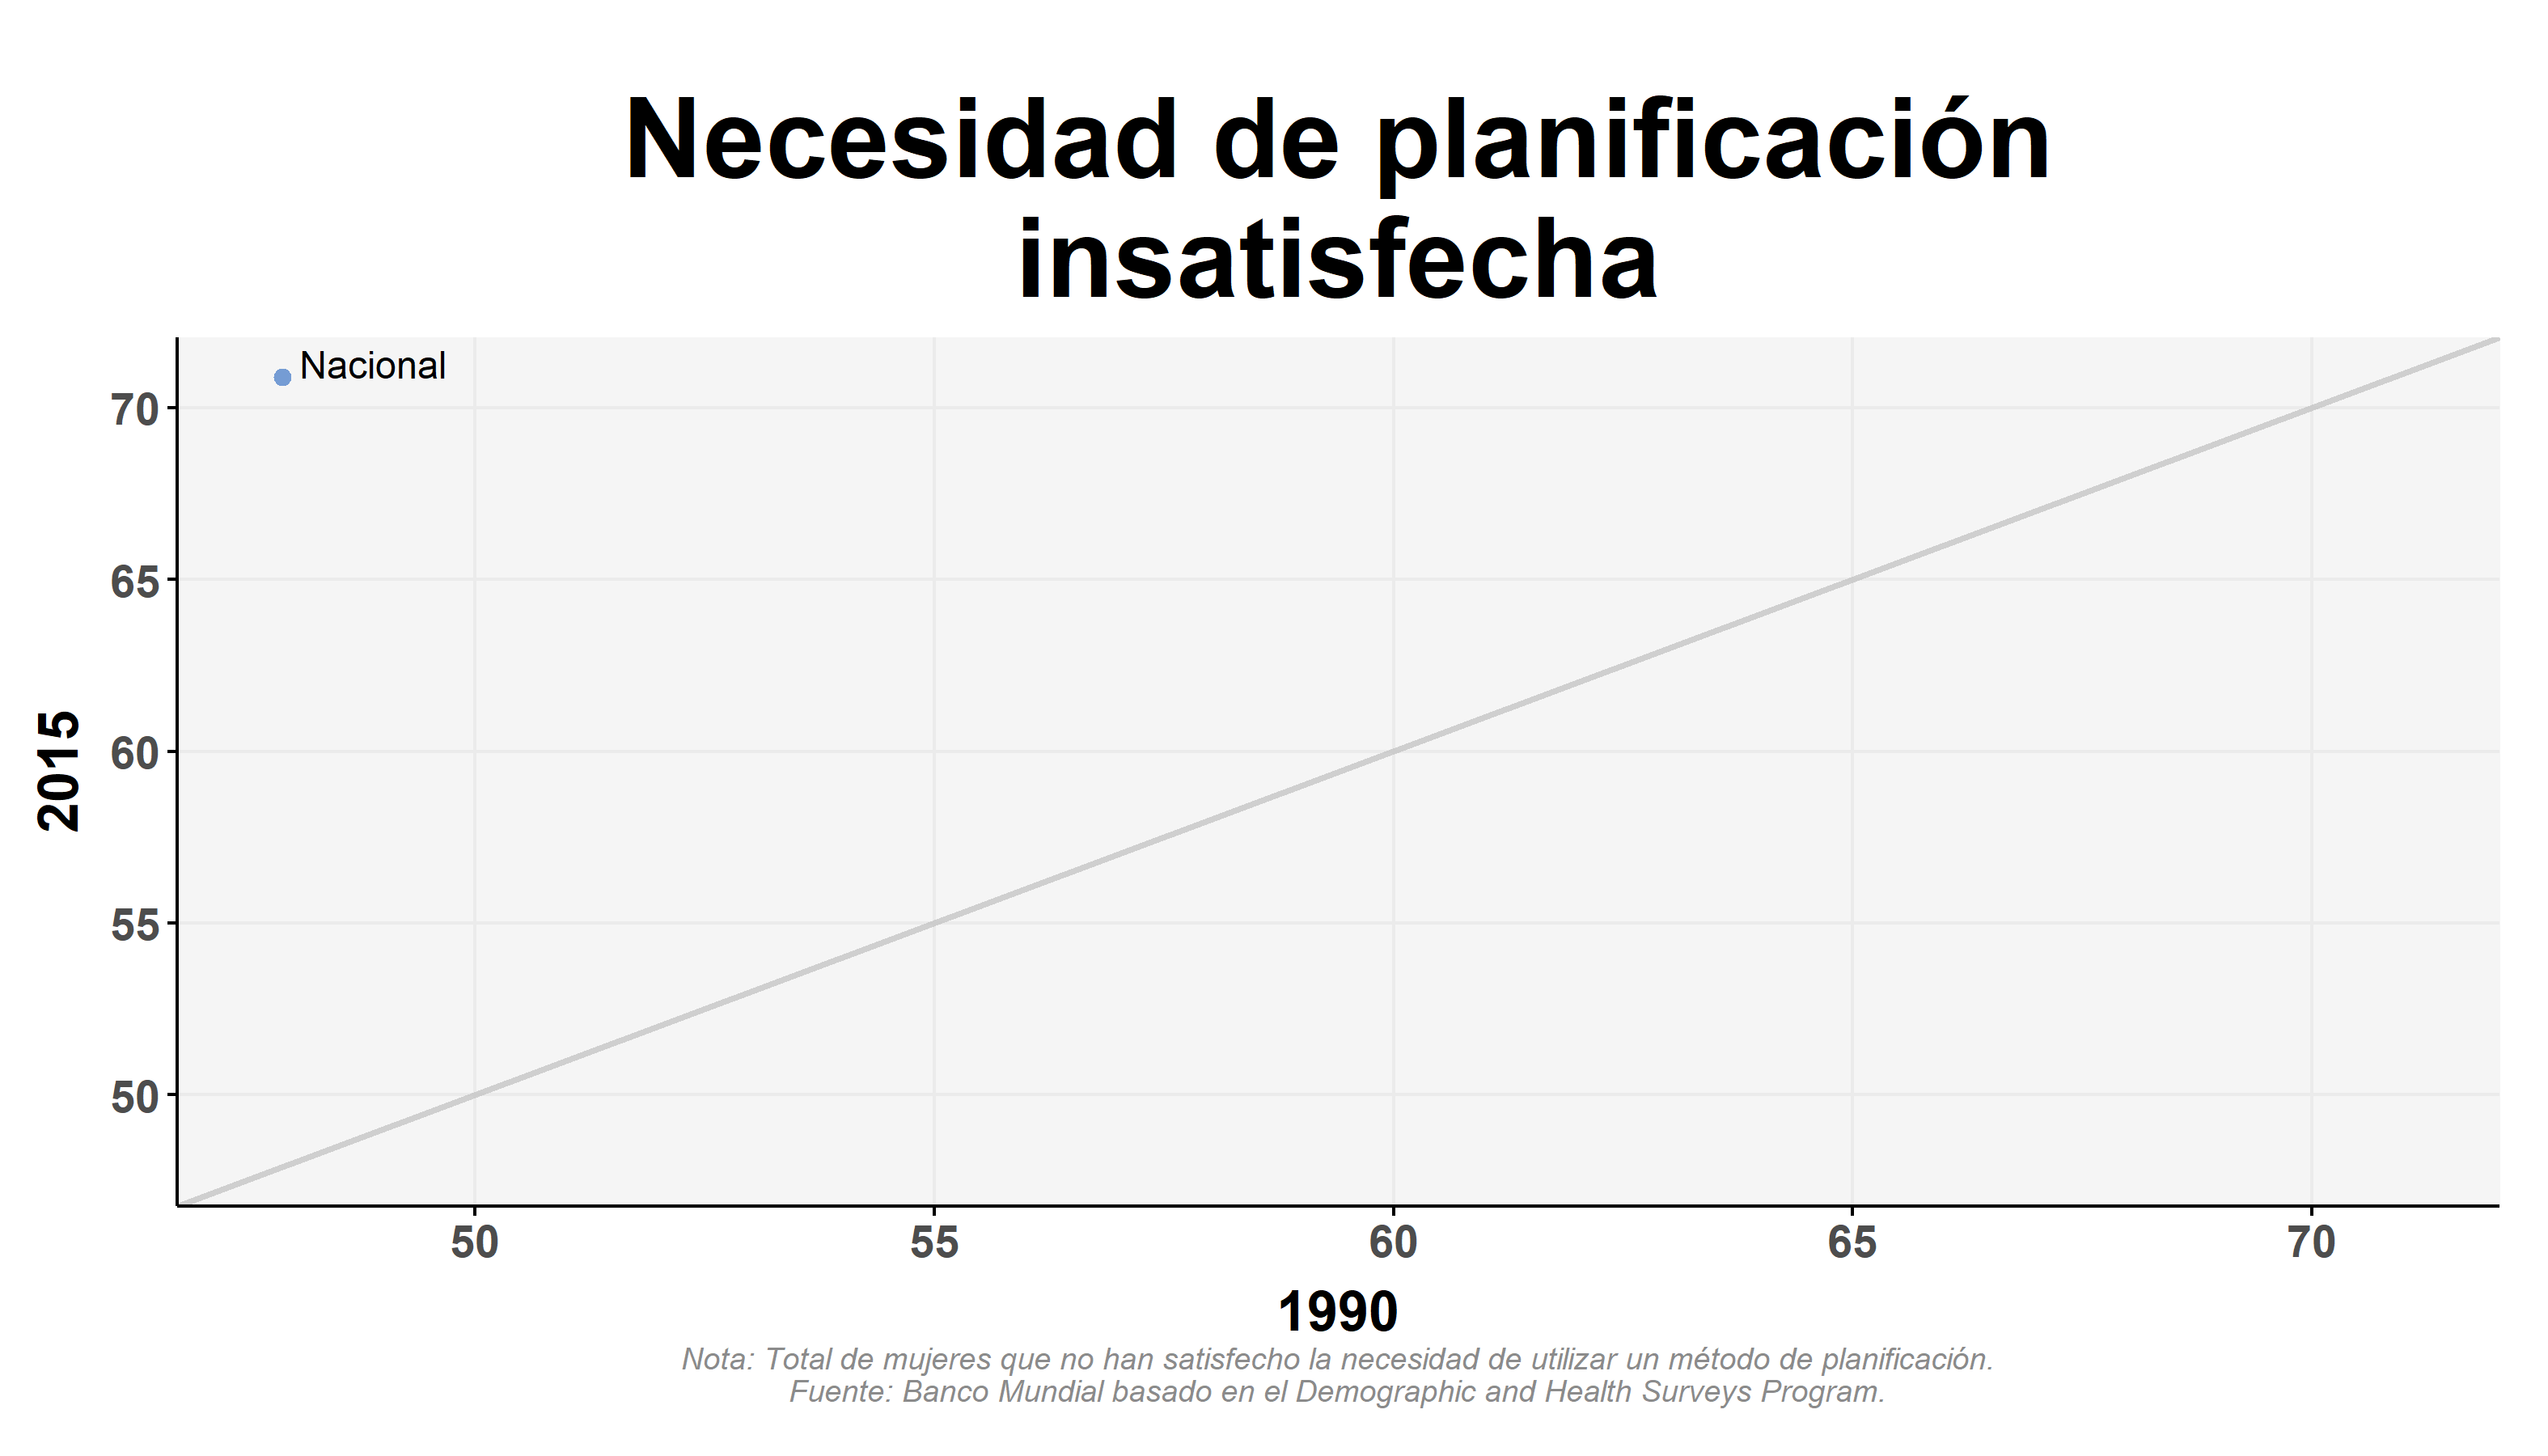 Necesidad de planificación
insatisfecha
Nacional
70
65
60
55
50
2015
50 55 60 65 70
1990
Nota: Total de mujeres que no han satisfecho la necesidad de utilizar un método de planificación.
Fuente: Banco Mundial basado en el Demographic and Health Surveys Program.